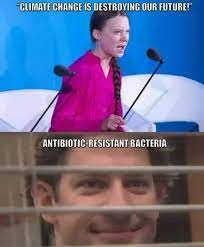 "CLIMATE CHANGE IS DESTROYING OUR FUTURE!"
ANTIBIOTIC-RESISTANT BACTERIA